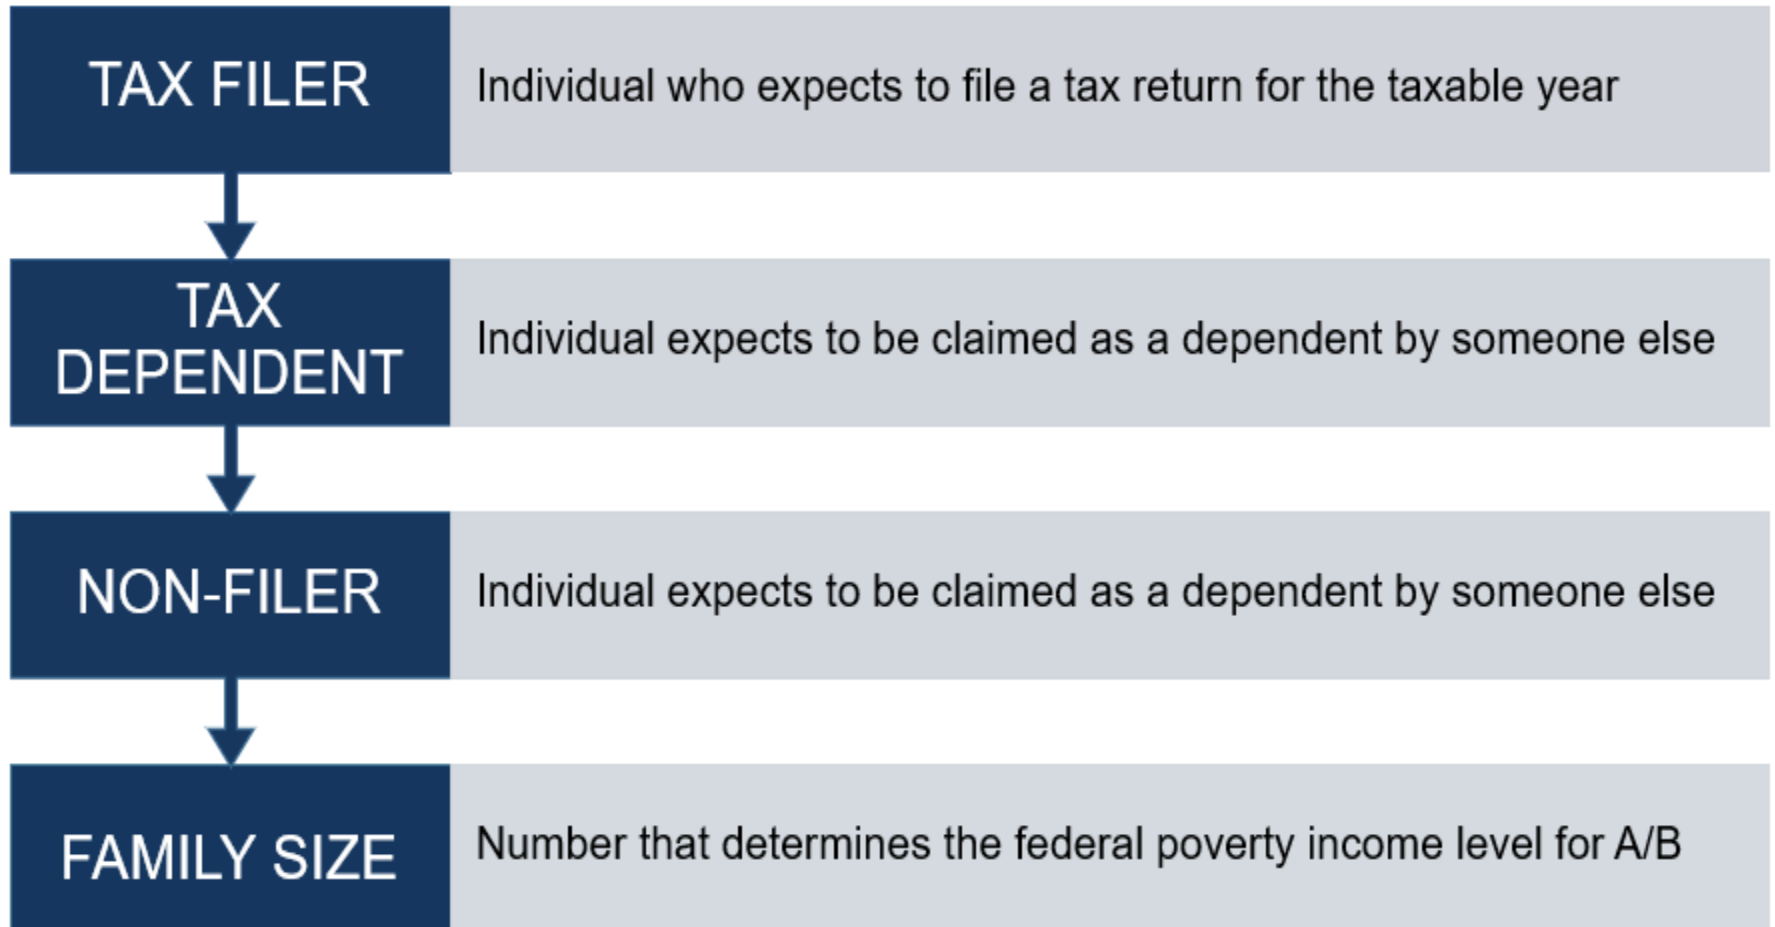 TAX FILER
Individual who expects to file a tax return for the taxable year
TAX
DEPENDENT
Individual expects to be claimed as a dependent by someone else
NON-FILER
Individual expects to be claimed as a dependent by someone else
FAMILY SIZE
Number that determines the federal poverty income level for A/B